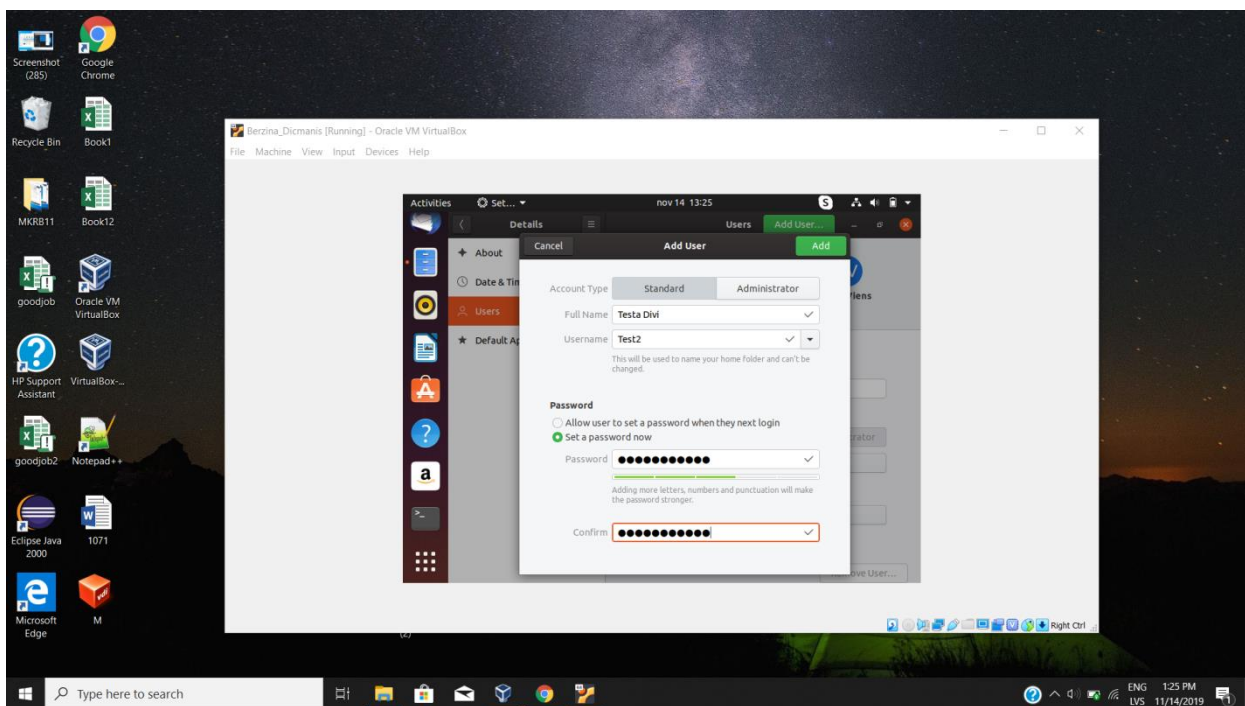 Screenshot
(285)
Google
Chrome
Recycle Bin
Book1
MKRB11
Book12
goodjob
Oracle VM
VirtualBox
HP Support
Assistant
VirtualBox-...
goodjob2
Notepad++
Eclipse Java
2000
1071
Microsoft
Edge
M
(2)
Berzina_Dicmanis [Running] - Oracle VM VirtualBox
File Machine View Input Devices Help
Activities Set... nov 14 13:25
Details Users Add User...
About
Date & Tim
Users
Default Ap
Cancel Add User Add
Account Type Standard Administrator
Full Name Testa Divi
Username Test2
This will be used to name your home folder and can't be
changed.
Password
Allow user to set a password when they next login
Set a password now
Password ●●●●●●●●●●●
Adding more letters, numbers and punctuation will make
the password stronger.
Confirm ●●●●●●●●●●●
Viens
trator
ove User...
Right Ctrl
Type here to search
ENG 1:25 PM
LVS 11/14/2019